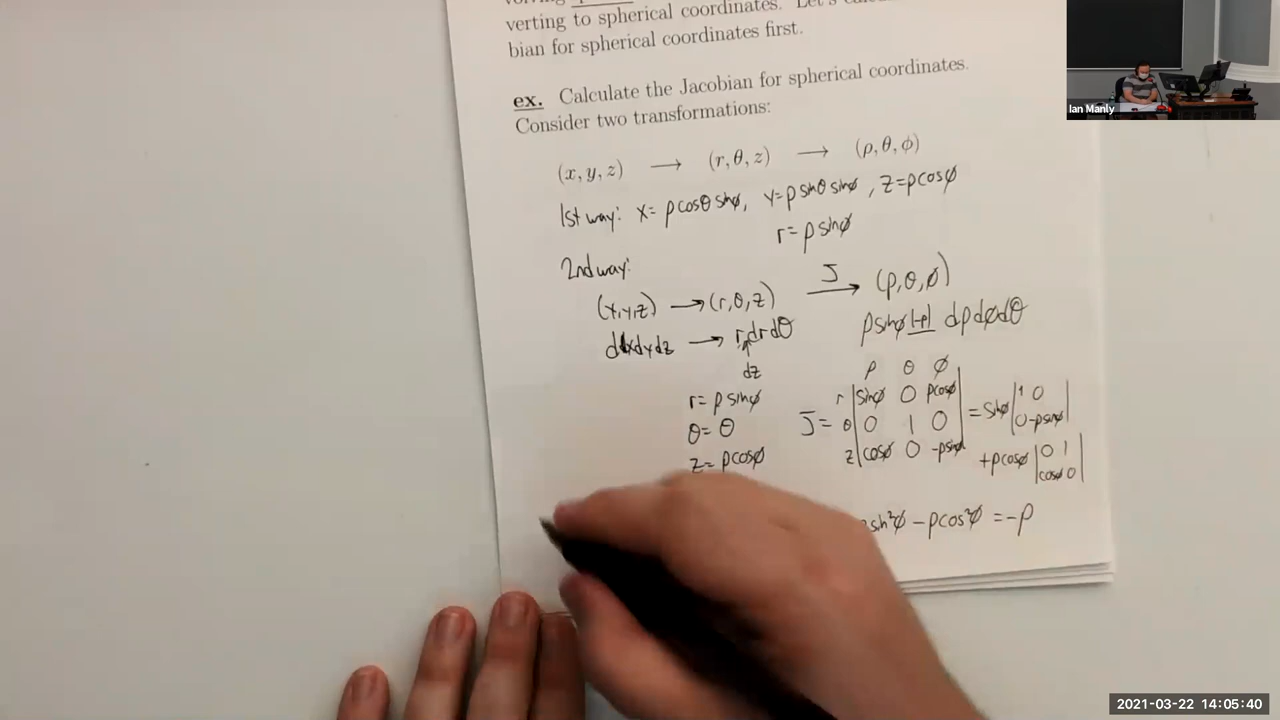 verting to spherical coordinates. Let's
bian for spherical coordinates first.
ex. Calculate the Jacobian for spherical coordinates.
Consider two transformations:
(x, y, z) → (r, θ, z) → (ρ, θ, ϕ)
1st way: x = ρcosθ sinϕ, y=ρ sinθ sinϕ, z=ρcosϕ
r= ρ sinϕ
2nd way:
(x,y,z) → (r, θ, z) J→ (ρ, θ, ϕ)
dxdydz → r dr dθ ρ sinϕ |-ρ| dρ dϕ dθ
dz
r= ρ sinϕ
θ= θ
z= ρcosϕ
ρ θ ϕ
J= r | sinϕ 0 ρcosϕ | = sinϕ | 1 0 |
θ | 0 1 0 | | 0 -ρsinϕ |
z | cosϕ 0 -ρsinϕ | +ρcosϕ | 0 1 |
| cosϕ 0 |
sin²ϕ - ρcos²ϕ = -ρ
Ian Manly
2021-03-22 14:05:40